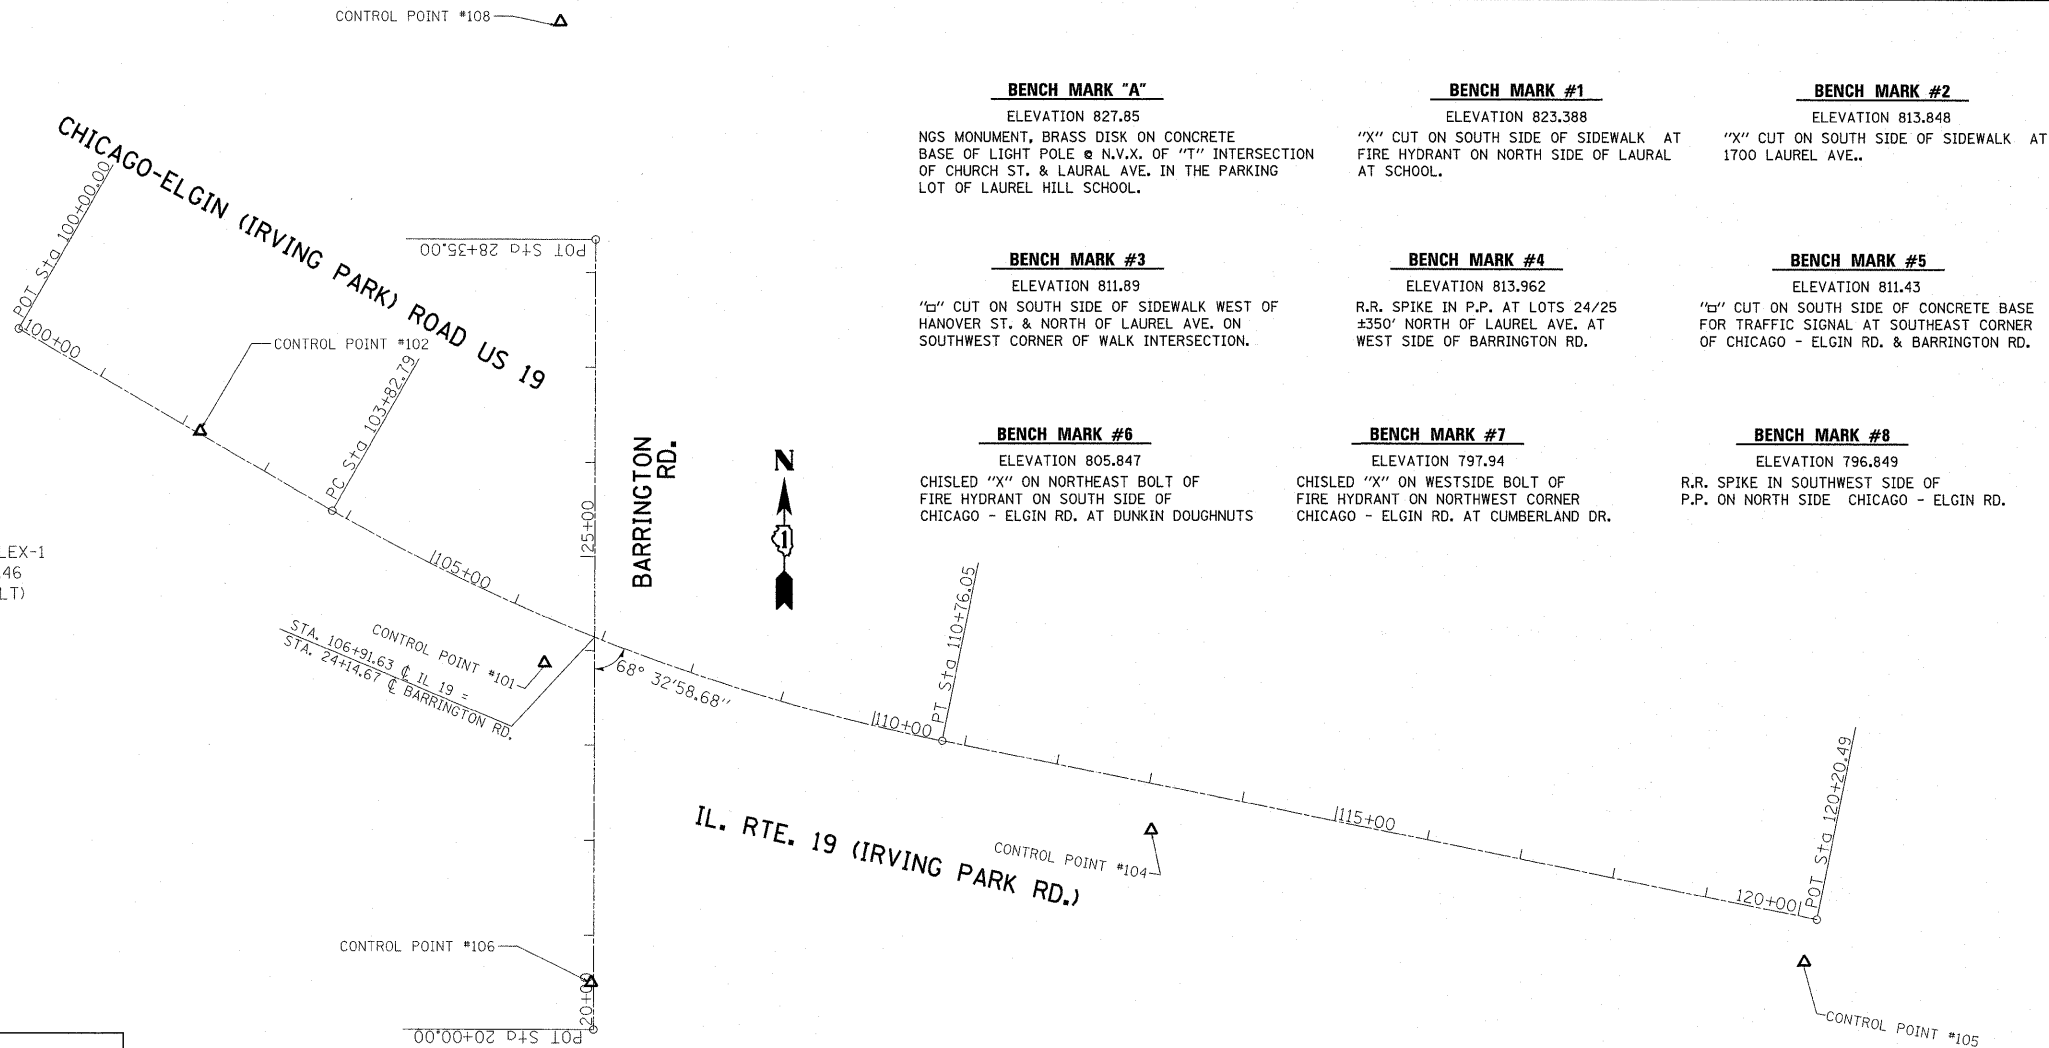 CONTROL POINT #108
BENCH MARK "A"
ELEVATION 827.85
NGS MONUMENT, BRASS DISK ON CONCRETE
BASE OF LIGHT POLE @ N.V.X. OF "T" INTERSECTION
OF CHURCH ST. & LAURAL AVE. IN THE PARKING
LOT OF LAUREL HILL SCHOOL.
BENCH MARK #1
ELEVATION 823.388
"X" CUT ON SOUTH SIDE OF SIDEWALK AT
FIRE HYDRANT ON NORTH SIDE OF LAURAL
AT SCHOOL.
BENCH MARK #2
ELEVATION 813.848
"X" CUT ON SOUTH SIDE OF SIDEWALK AT
1700 LAUREL AVE..
BENCH MARK #3
ELEVATION 811.89
"□" CUT ON SOUTH SIDE OF SIDEWALK WEST OF
HANOVER ST. & NORTH OF LAUREL AVE. ON
SOUTHWEST CORNER OF WALK INTERSECTION.
BENCH MARK #4
ELEVATION 813.962
R.R. SPIKE IN P.P. AT LOTS 24/25
±350' NORTH OF LAUREL AVE. AT
WEST SIDE OF BARRINGTON RD.
BENCH MARK #5
ELEVATION 811.43
"□" CUT ON SOUTH SIDE OF CONCRETE BASE
FOR TRAFFIC SIGNAL AT SOUTHEAST CORNER
OF CHICAGO - ELGIN RD. & BARRINGTON RD.
BENCH MARK #6
ELEVATION 805.847
CHISLED "X" ON NORTHEAST BOLT OF
FIRE HYDRANT ON SOUTH SIDE OF
CHICAGO - ELGIN RD. AT DUNKIN DOUGHNUTS
BENCH MARK #7
ELEVATION 797.94
CHISLED "X" ON WESTSIDE BOLT OF
FIRE HYDRANT ON NORTHWEST CORNER
CHICAGO - ELGIN RD. AT CUMBERLAND DR.
BENCH MARK #8
ELEVATION 796.849
R.R. SPIKE IN SOUTHWEST SIDE OF
P.P. ON NORTH SIDE CHICAGO - ELGIN RD.
CHICAGO-ELGIN (IRVING PARK) ROAD US 19
POT Sta 100+00.00
100+00
POT Sta 28+35.00
CONTROL POINT #102
PC Sta 103+82.79
105+00
25+00
BARRINGTON
RD.
N
1
LEX-1
46
LT)
CONTROL POINT #101
STA. 106+91.63 ℄ IL 19 =
STA. 24+14.67 ℄ BARRINGTON RD.
68° 32'58.68"
110+00
PT Sta 110+76.05
IL. RTE. 19 (IRVING PARK RD.)
CONTROL POINT #104
115+00
120+00
POT Sta 120+20.49
CONTROL POINT #106
20+00
POT Sta 20+00.00
CONTROL POINT #105